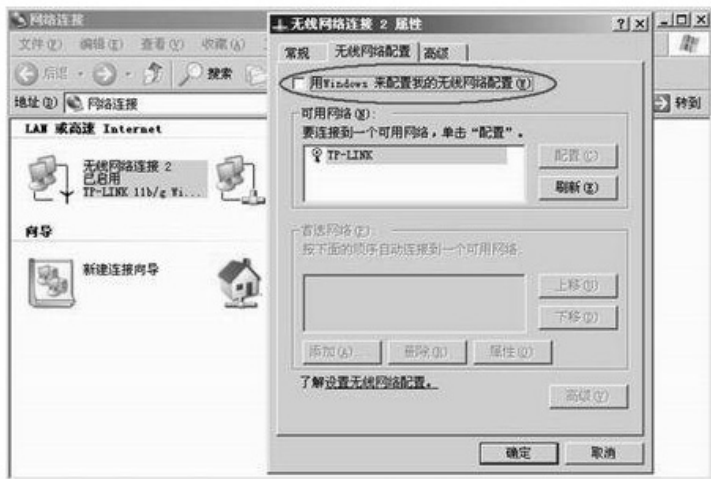 网络连接
文件(F) 编辑(E) 查看(V) 收藏(A)
后退
搜索
地址(D) 网络连接
转到
LAN 或高速 Internet
无线网络连接 2
已启用
TP-LINK 11b/g Wi...
向导
新建连接向导
无线网络连接 2 属性
常规 无线网络配置 高级
用Windows 来配置我的无线网络配置(W)
可用网络(N):
要连接到一个可用网络，单击“配置”。
TP-LINK
配置(C)
刷新(E)
首选网络(P):
按下面的顺序自动连接到一个可用网络:
上移(U)
下移(D)
添加(A)... 删除(R) 属性(O)
了解设置无线网络配置。
高级(V)
确定 取消